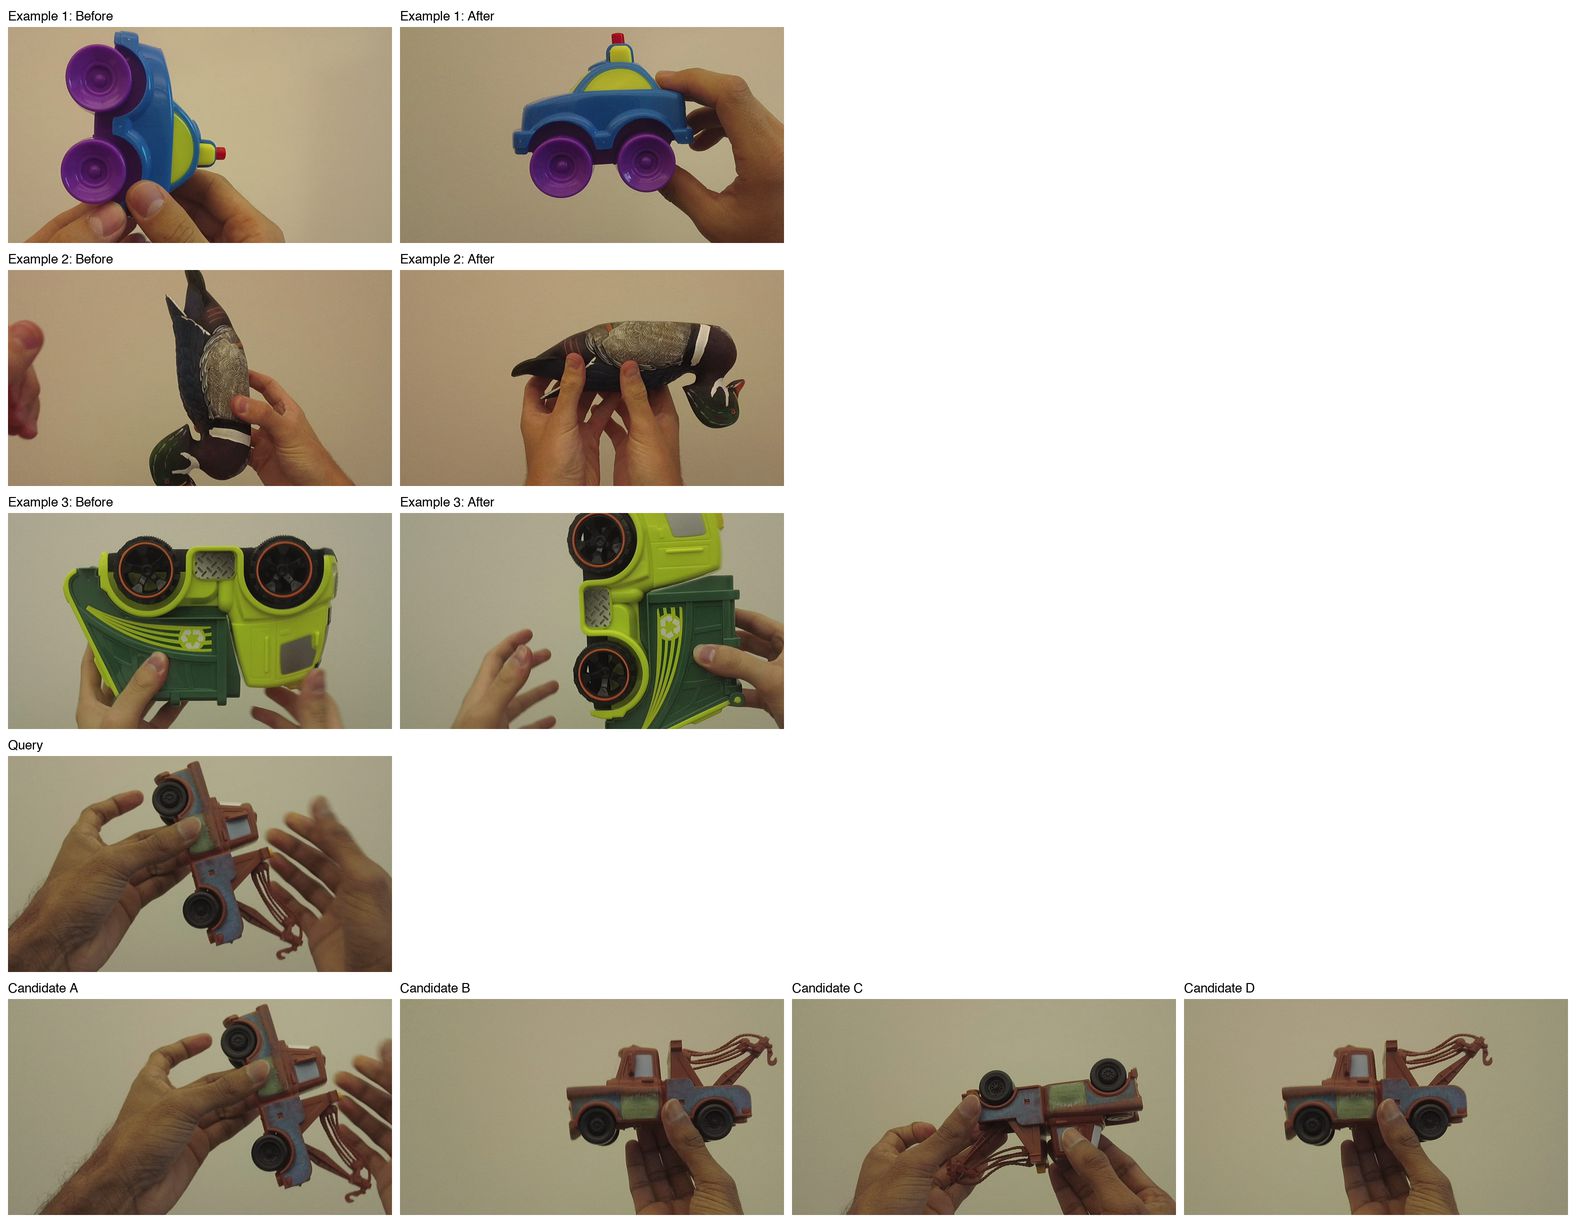 Example 1: Before
Example 1: After
Example 2: Before
Example 2: After
Example 3: Before
Example 3: After
Query
Candidate A
Candidate B
Candidate C
Candidate D